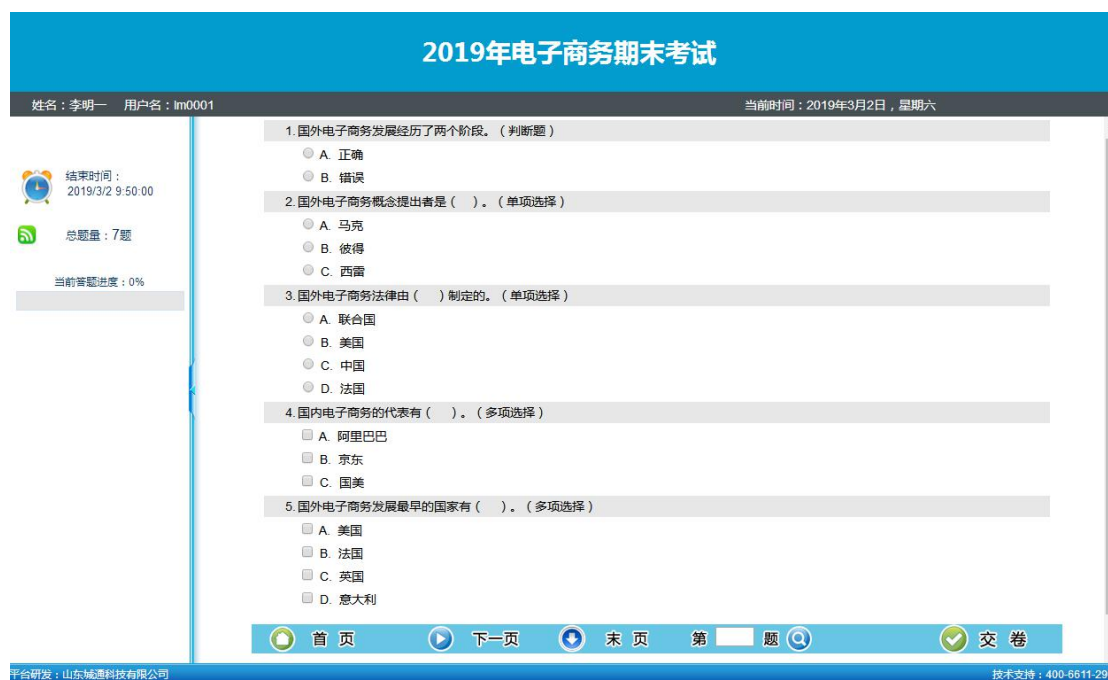 2019年电子商务期末考试
姓名：李明一 用户名：lm0001 当前时间：2019年3月2日，星期六
结束时间：
2019/3/2 9:50:00
总题量：7题
当前答题进度：0%
1.国外电子商务发展经历了两个阶段。（判断题）
A. 正确
B. 错误
2.国外电子商务概念提出者是（ ）。（单项选择）
A. 马克
B. 彼得
C. 西雷
3.国外电子商务法律由（ ）制定的。（单项选择）
A. 联合国
B. 美国
C. 中国
D. 法国
4.国内电子商务的代表有（ ）。（多项选择）
A. 阿里巴巴
B. 京东
C. 国美
5.国外电子商务发展最早的国家有（ ）。（多项选择）
A. 美国
B. 法国
C. 英国
D. 意大利
首 页 下一页 末 页 第 题 交 卷
平台研发：山东城通科技有限公司 技术支持：400-6611-29